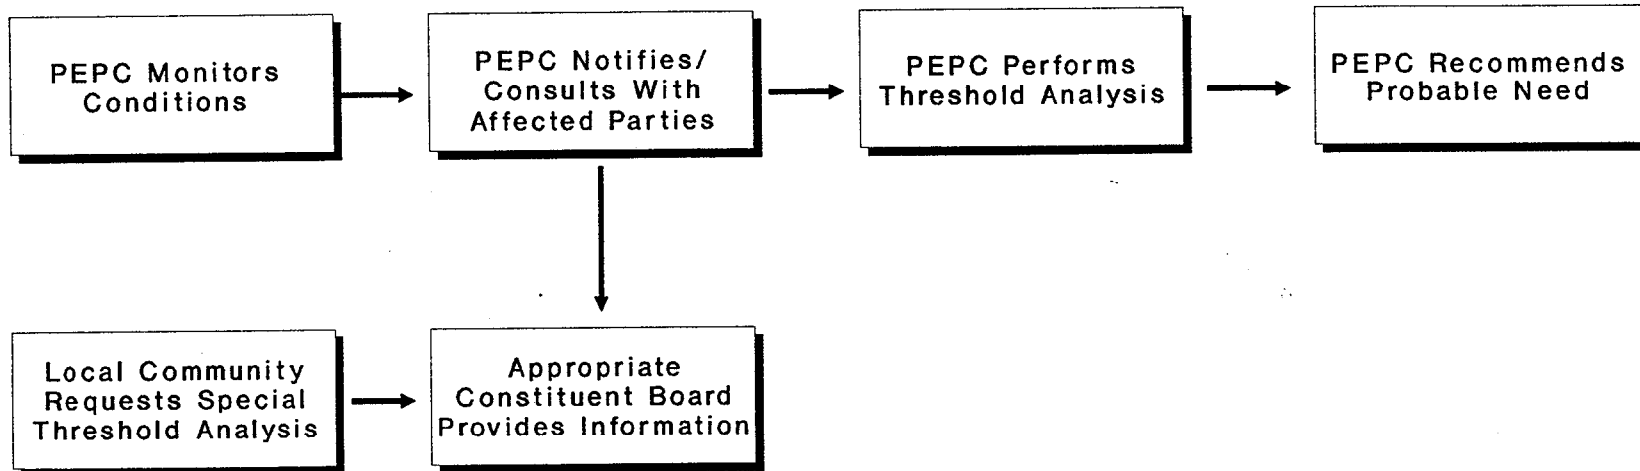 PEPC Monitors
Conditions
PEPC Notifies/
Consults With
Affected Parties
PEPC Performs
Threshold Analysis
PEPC Recommends
Probable Need
Local Community
Requests Special
Threshold Analysis
Appropriate
Constituent Board
Provides Information